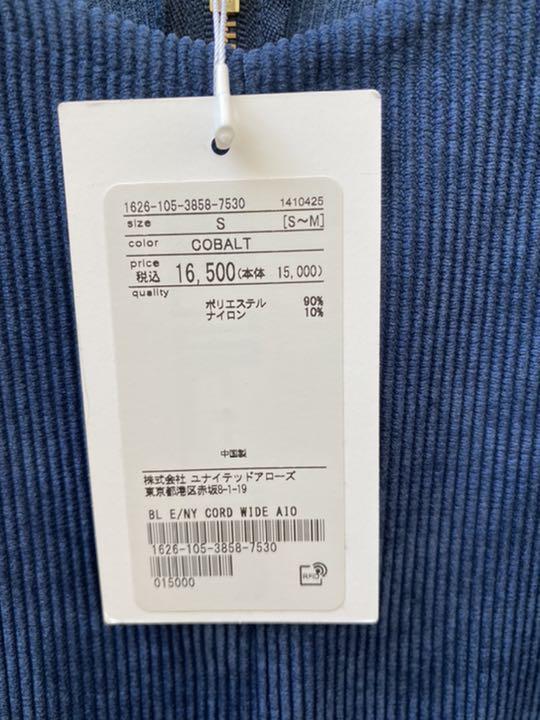 1626-105-3858-7530 1410425
size S [S~M]
color COBALT
price
税込 16,500(本体 15,000)
quality
ポリエステル 90%
ナイロン 10%
中国製
株式会社 ユナイテッドアローズ
東京都港区赤坂8-1-19
BL E/NY CORD WIDE AIO
1626-105-3858-7530
015000
RFID